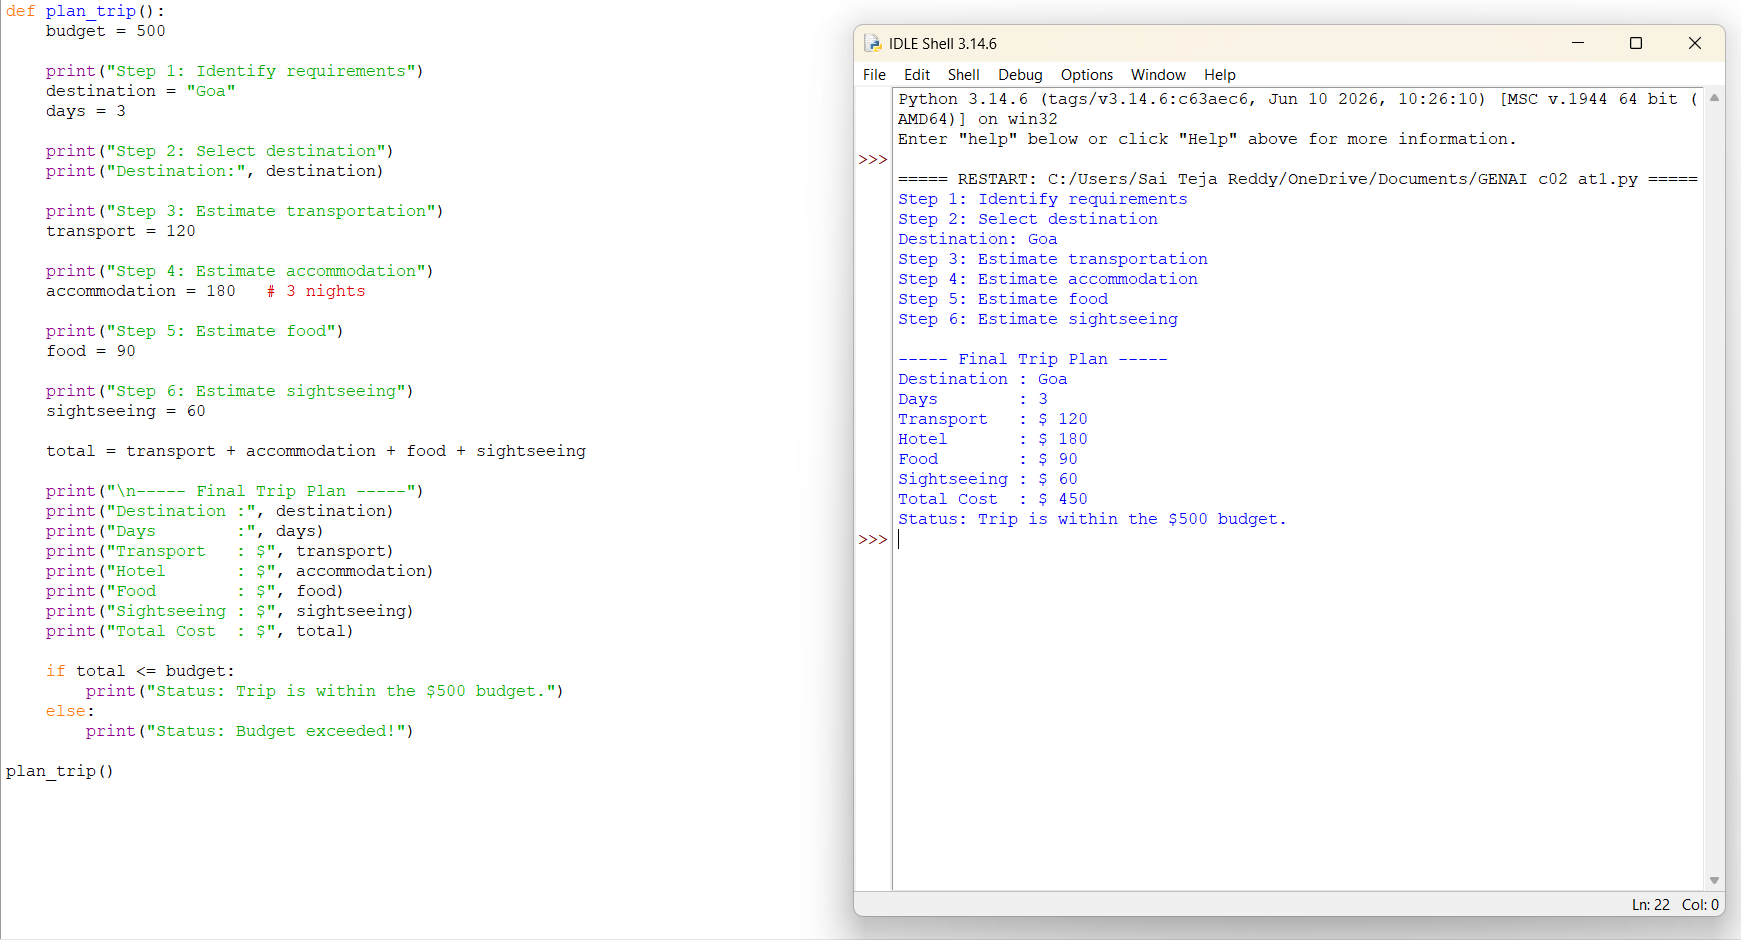 def plan_trip():
    budget = 500

    print("Step 1: Identify requirements")
    destination = "Goa"
    days = 3

    print("Step 2: Select destination")
    print("Destination:", destination)

    print("Step 3: Estimate transportation")
    transport = 120

    print("Step 4: Estimate accommodation")
    accommodation = 180   # 3 nights

    print("Step 5: Estimate food")
    food = 90

    print("Step 6: Estimate sightseeing")
    sightseeing = 60

    total = transport + accommodation + food + sightseeing

    print("\n----- Final Trip Plan -----")
    print("Destination :", destination)
    print("Days        :", days)
    print("Transport   : $", transport)
    print("Hotel       : $", accommodation)
    print("Food        : $", food)
    print("Sightseeing : $", sightseeing)
    print("Total Cost  : $", total)

    if total <= budget:
        print("Status: Trip is within the $500 budget.")
    else:
        print("Status: Budget exceeded!")

plan_trip()
IDLE Shell 3.14.6
File Edit Shell Debug Options Window Help
Python 3.14.6 (tags/v3.14.6:c63aec6, Jun 10 2026, 10:26:10) [MSC v.1944 64 bit (
AMD64)] on win32
Enter "help" below or click "Help" above for more information.
>>>
===== RESTART: C:/Users/Sai Teja Reddy/OneDrive/Documents/GENAI c02 at1.py =====
Step 1: Identify requirements
Step 2: Select destination
Destination: Goa
Step 3: Estimate transportation
Step 4: Estimate accommodation
Step 5: Estimate food
Step 6: Estimate sightseeing

----- Final Trip Plan -----
Destination : Goa
Days        : 3
Transport   : $ 120
Hotel       : $ 180
Food        : $ 90
Sightseeing : $ 60
Total Cost  : $ 450
Status: Trip is within the $500 budget.
>>>
Ln: 22 Col: 0